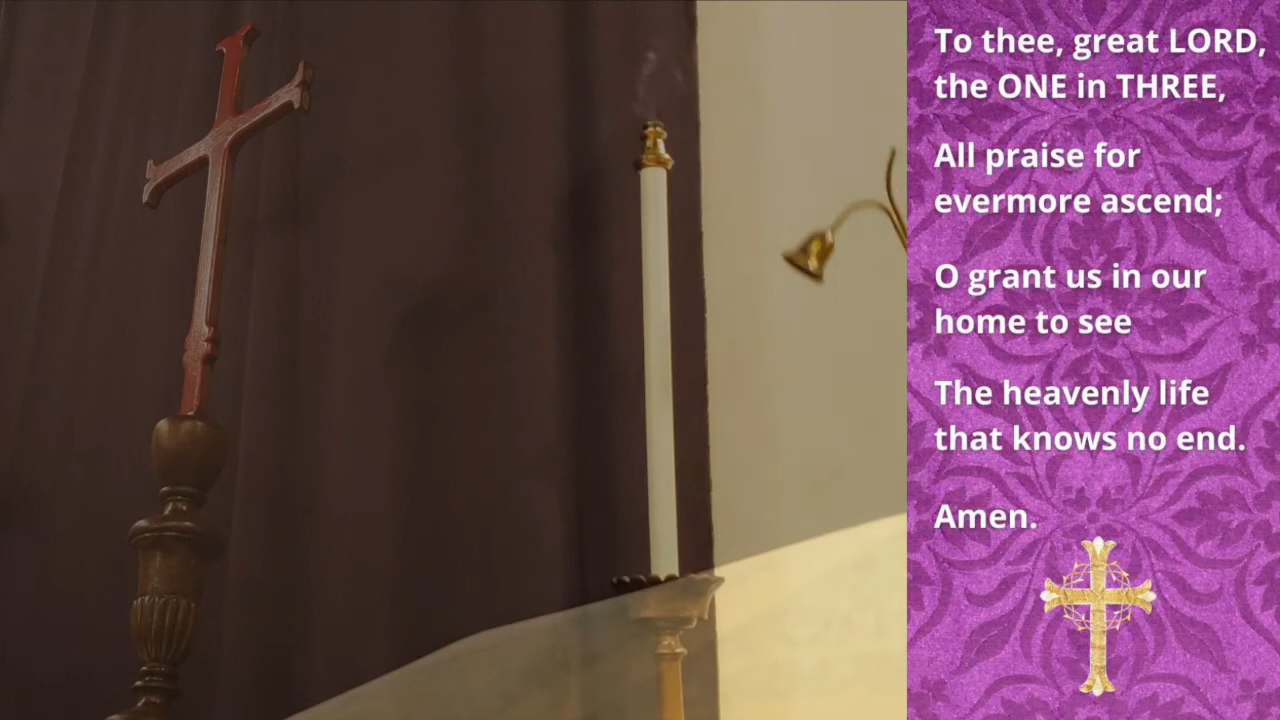 To thee, great LORD,
the ONE in THREE,
All praise for
evermore ascend;
O grant us in our
home to see
The heavenly life
that knows no end.
Amen.